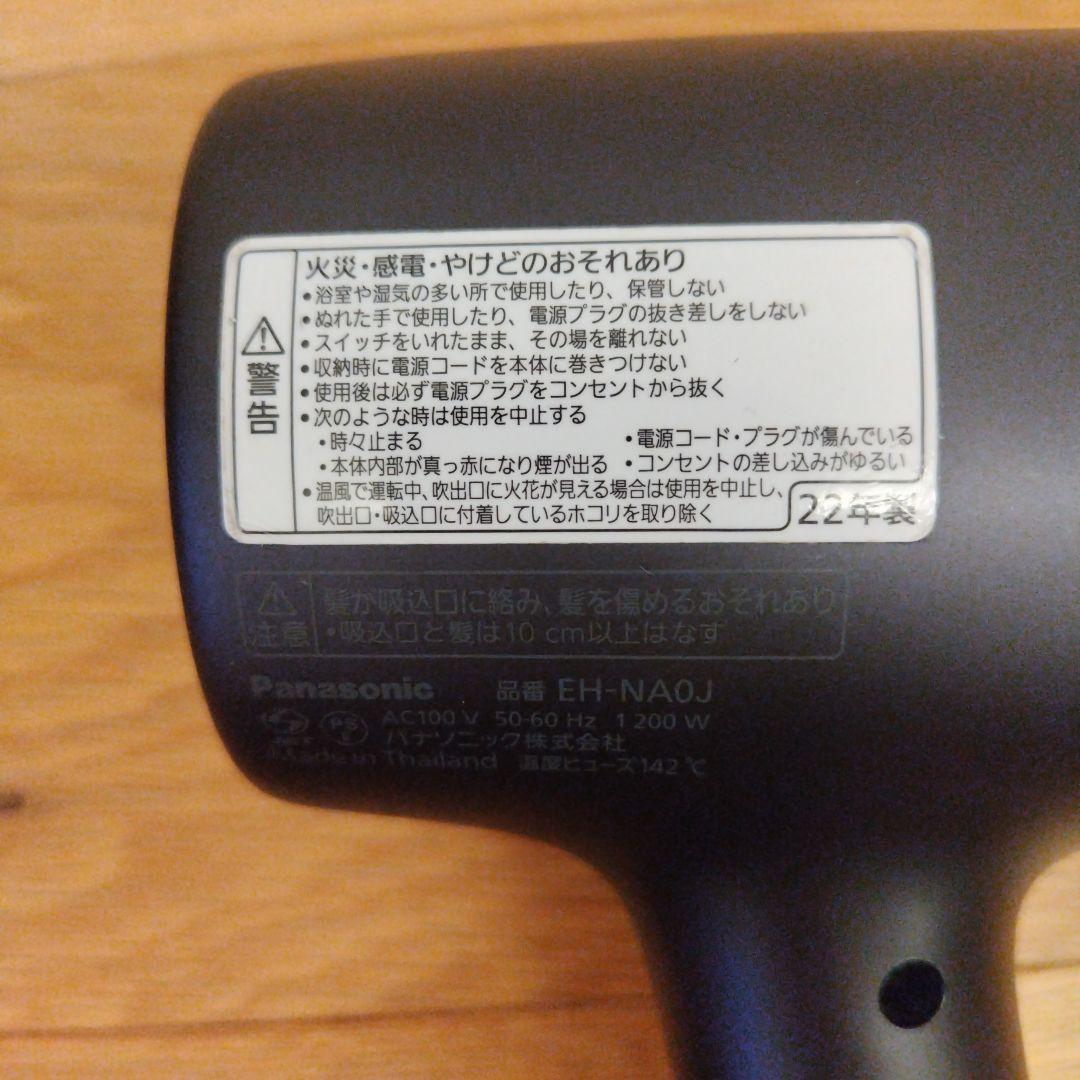 警告
火災・感電・やけどのおそれあり
•浴室や湿気の多い所で使用したり、保管しない
•ぬれた手で使用したり、電源プラグの抜き差しをしない
•スイッチをいれたまま、その場を離れない
•収納時に電源コードを本体に巻きつけない
•使用後は必ず電源プラグをコンセントから抜く
•次のような時は使用を中止する
・時々止まる ・電源コード・プラグが傷んでいる
・本体内部が真っ赤になり煙が出る ・コンセントの差し込みがゆるい
•温風で運転中、吹出口に火花が見える場合は使用を中止し、
吹出口・吸込口に付着しているホコリを取り除く
22年製
注意
髪が吸込口に絡み、髪を傷めるおそれあり
・吸込口と髪は10 cm以上はなす
Panasonic 品番 EH-NA0J
PS E AC100 V 50-60 Hz 1 200 W
パナソニック株式会社
Made in Thailand 温度ヒューズ142 ℃